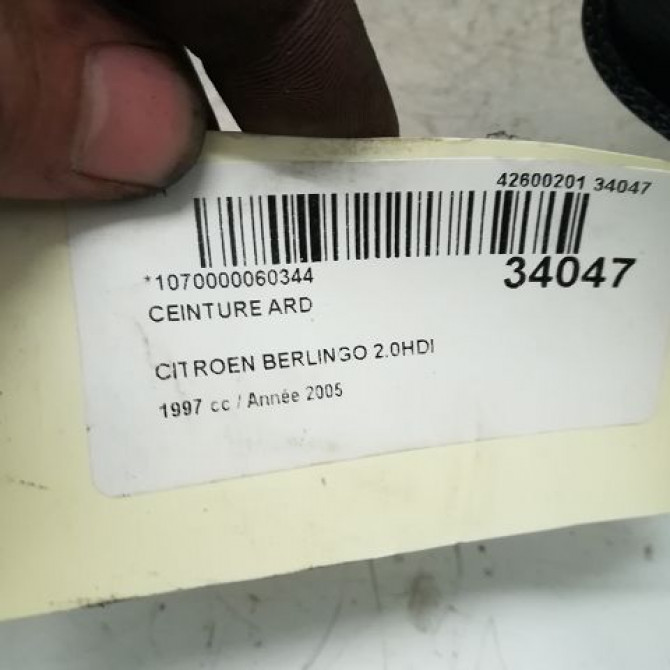 42600201 34047
*1070000060344
34047
CEINTURE ARD
CITROEN BERLINGO 2.0HDI
1997 cc / Année 2005